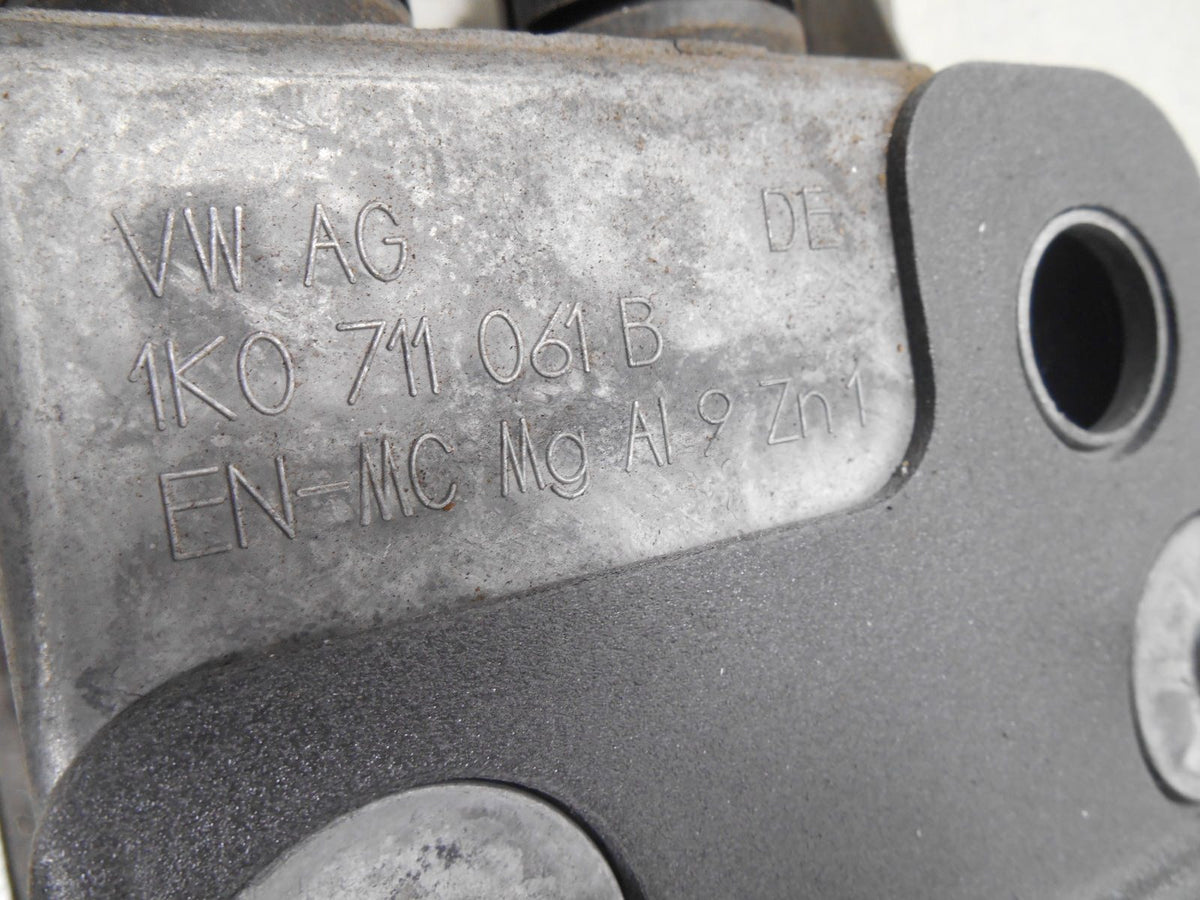 VW AG DE
1K0 711 061 B
EN-MC Mg Al 9 Zn 1